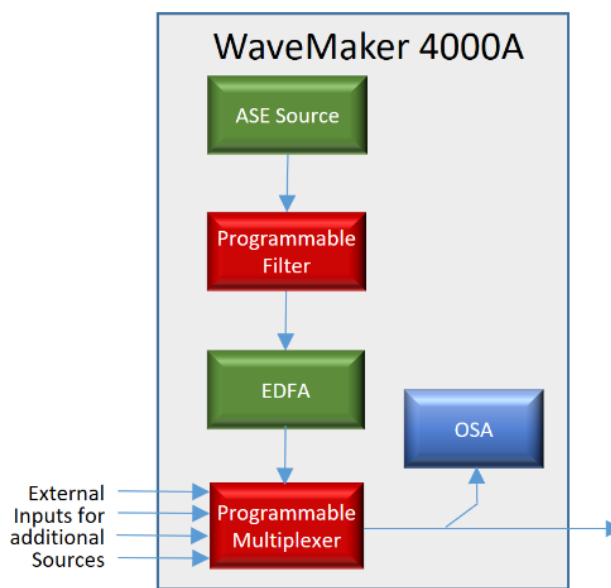 WaveMaker 4000A
ASE Source
Programmable
Filter
EDFA
OSA
External
Inputs for
additional
Sources
Programmable
Multiplexer